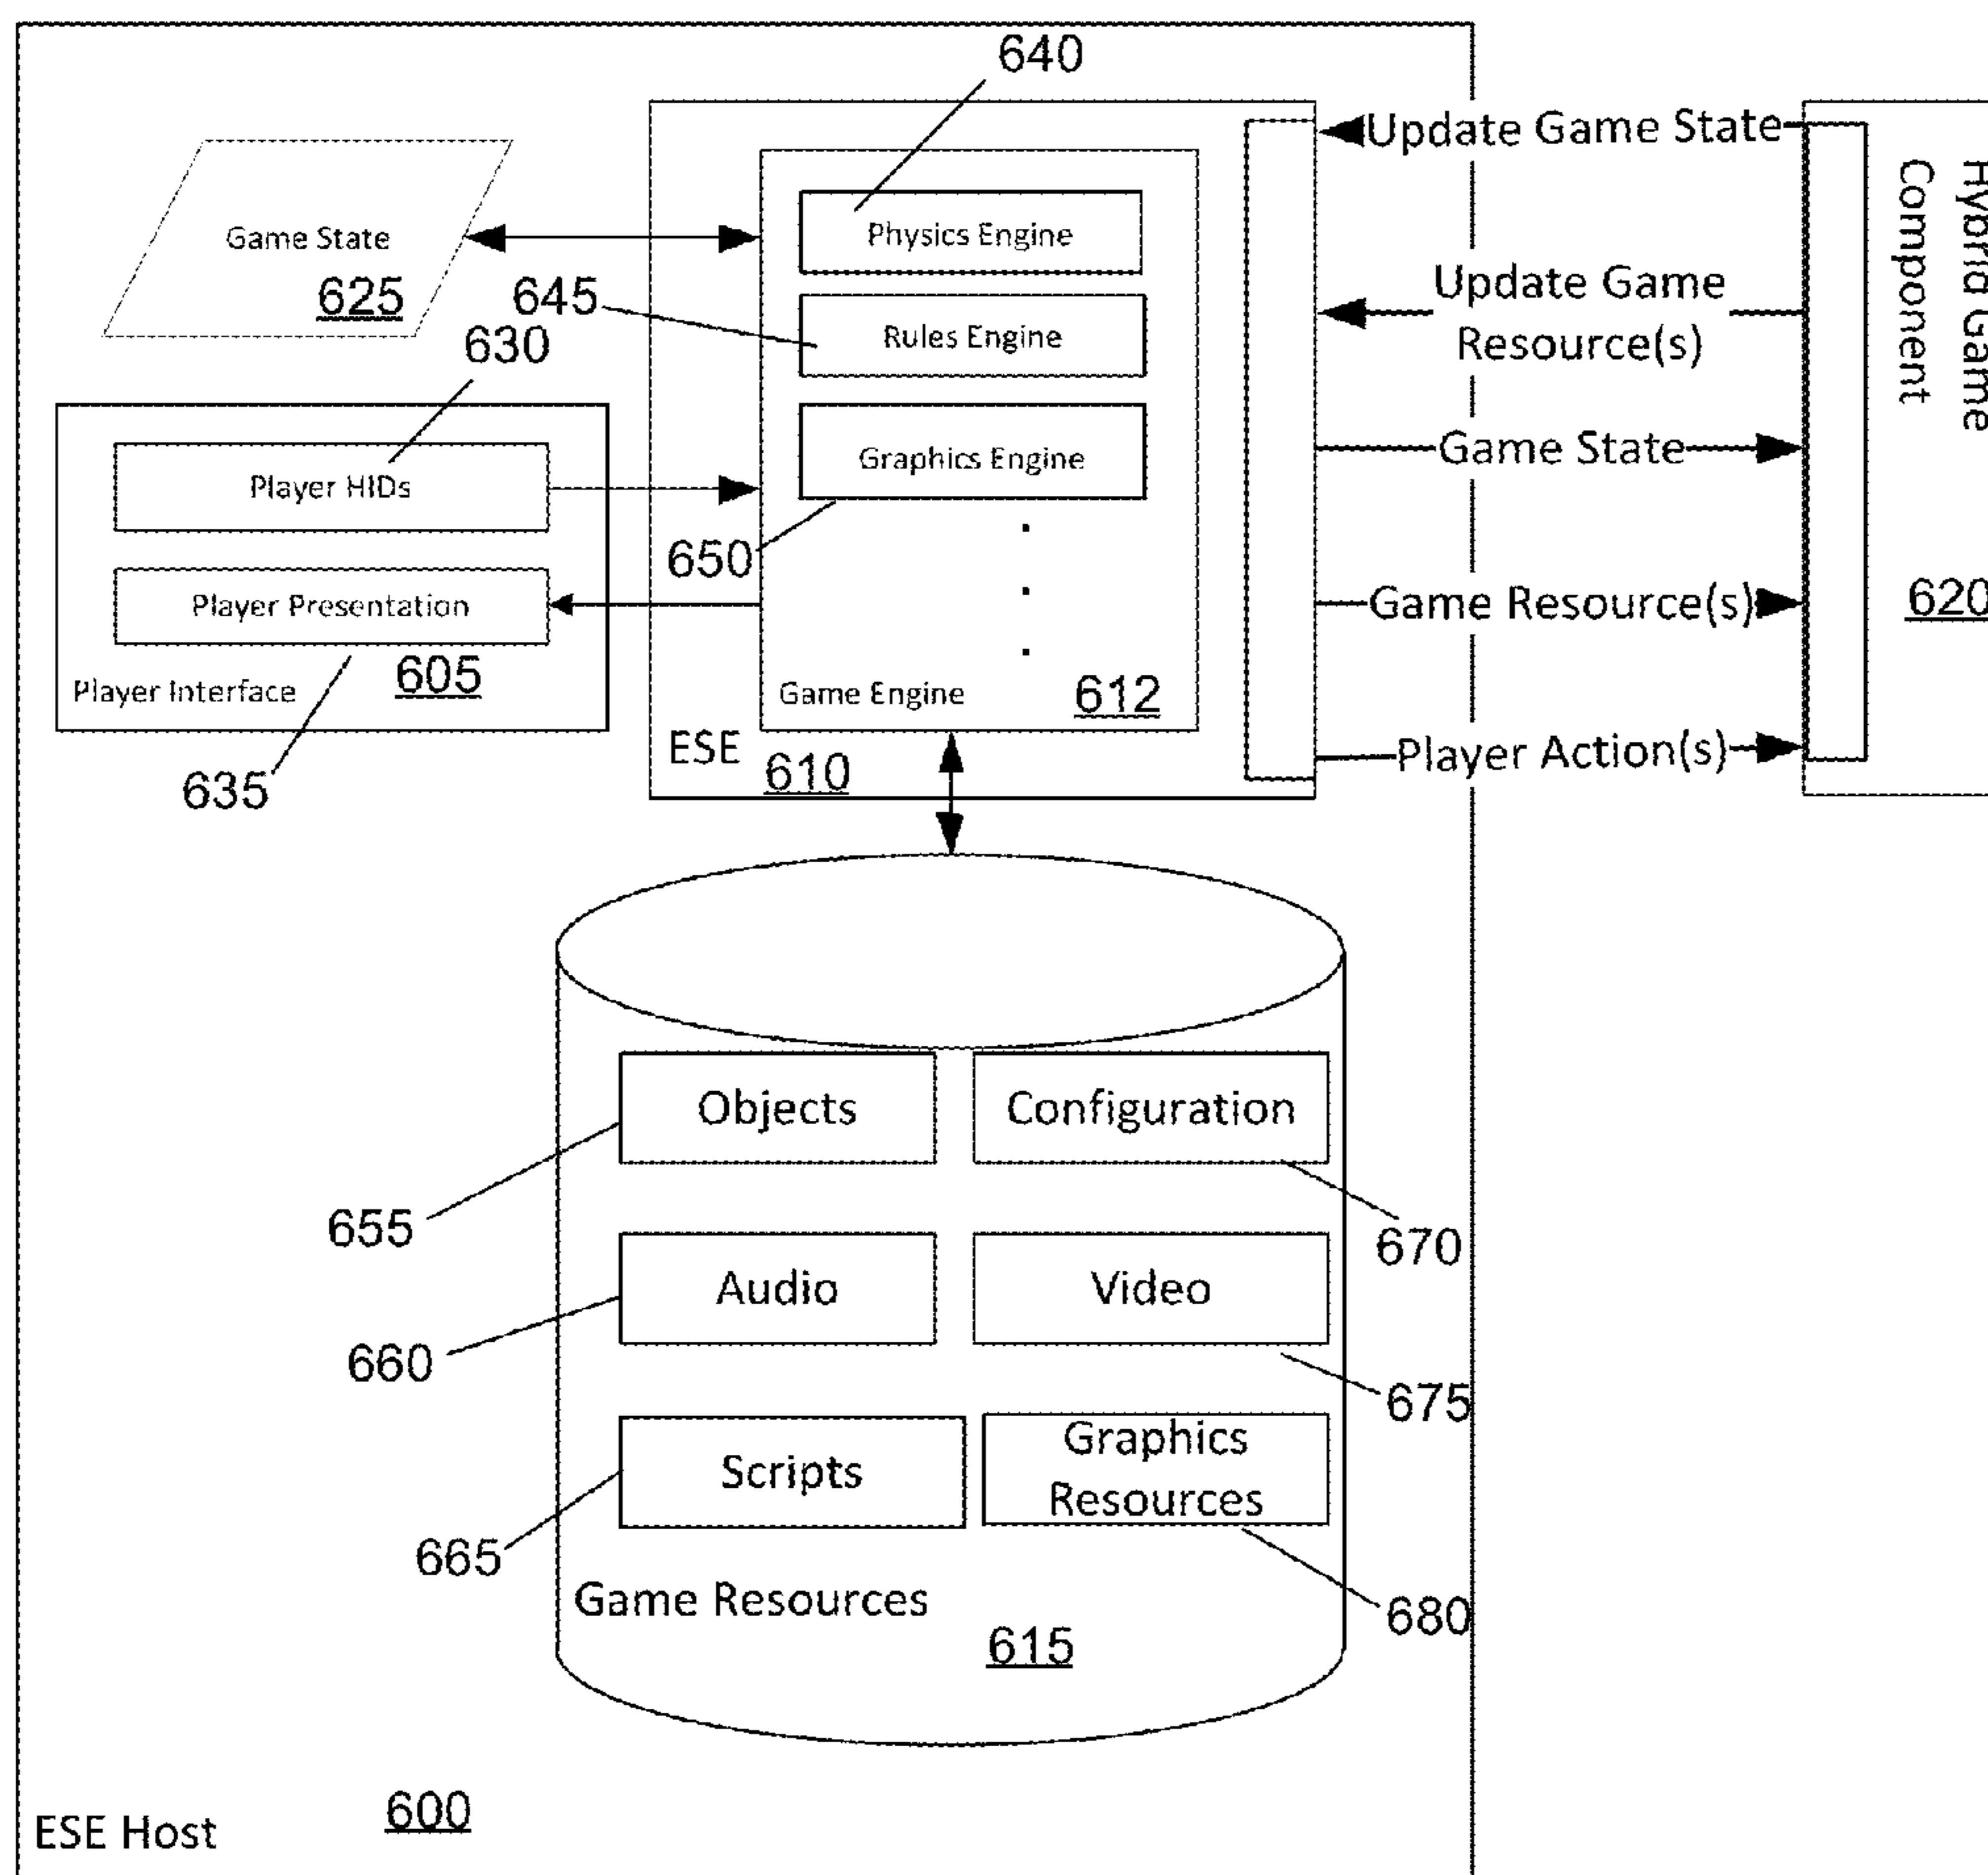 640
Update Game State
Hybrid Game
Component
Physics Engine
Game State
625
645
Update Game
Resource(s)
Rules Engine
630
Game State
Graphics Engine
Player HIDs
650
620
Game Resource(s)
Player Presentation
605
Player Interface
Game Engine
612
ESE
610
Player Action(s)
635
Objects
Configuration
655
670
Audio
Video
660
675
Graphics
Resources
Scripts
665
Game Resources
680
615
ESE Host
600